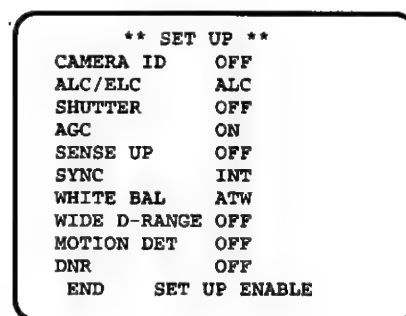 ** SET UP **
CAMERA ID OFF
ALC/ELC ALC
SHUTTER OFF
AGC ON
SENSE UP OFF
SYNC INT
WHITE BAL ATW
WIDE D-RANGE OFF
MOTION DET OFF
DNR OFF
END SET UP ENABLE